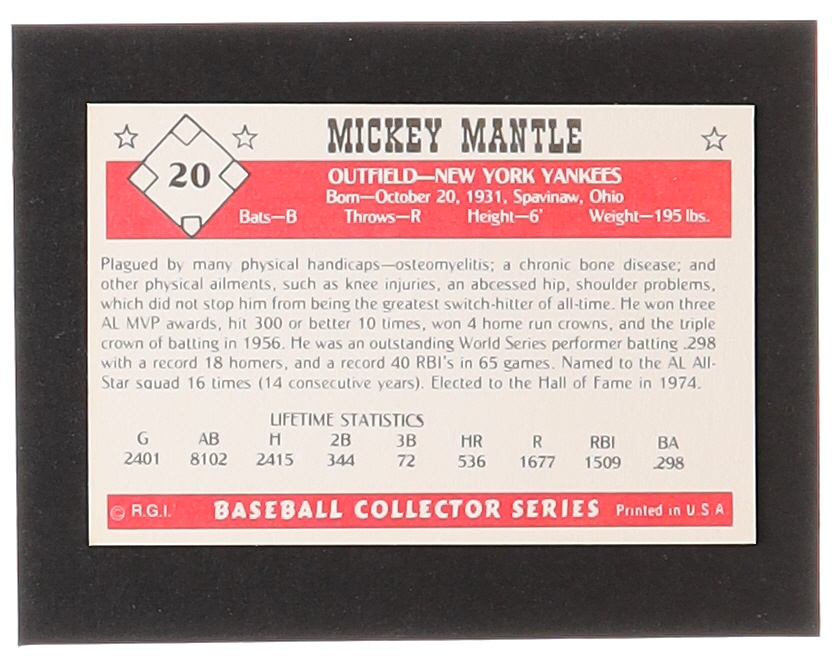 MICKEY MANTLE
20
OUTFIELD—NEW YORK YANKEES
Born—October 20, 1931, Spavinaw, Ohio
Bats—B Throws—R Height—6' Weight—195 lbs.
Plagued by many physical handicaps—osteomyelitis; a chronic bone disease; and
other physical ailments, such as knee injuries, an abcessed hip, shoulder problems,
which did not stop him from being the greatest switch-hitter of all-time. He won three
AL MVP awards, hit 300 or better 10 times, won 4 home run crowns, and the triple
crown of batting in 1956. He was an outstanding World Series performer batting .298
with a record 18 homers, and a record 40 RBI's in 65 games. Named to the AL All-
Star squad 16 times (14 consecutive years). Elected to the Hall of Fame in 1974.
LIFETIME STATISTICS
G AB H 2B 3B HR R RBI BA
2401 8102 2415 344 72 536 1677 1509 .298
© R.G.I. BASEBALL COLLECTOR SERIES Printed in U.S A